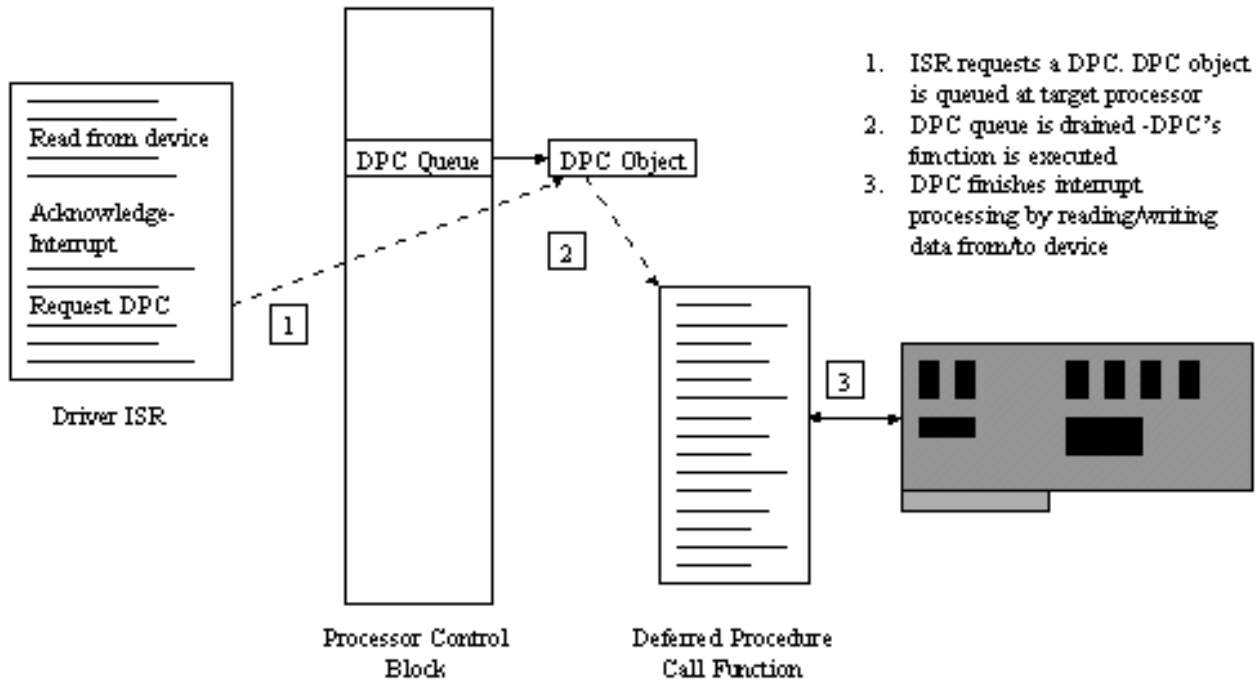 Read from device
Acknowledge-
Interrupt
Request DPC
Driver ISR
1
DPC Queue
Processor Control
Block
DPC Object
2
Deferred Procedure
Call Function
3
1. ISR requests a DPC. DPC object
is queued at target processor
2. DPC queue is drained -DPC's
function is executed
3. DPC finishes interrupt
processing by reading/writing
data from/to device